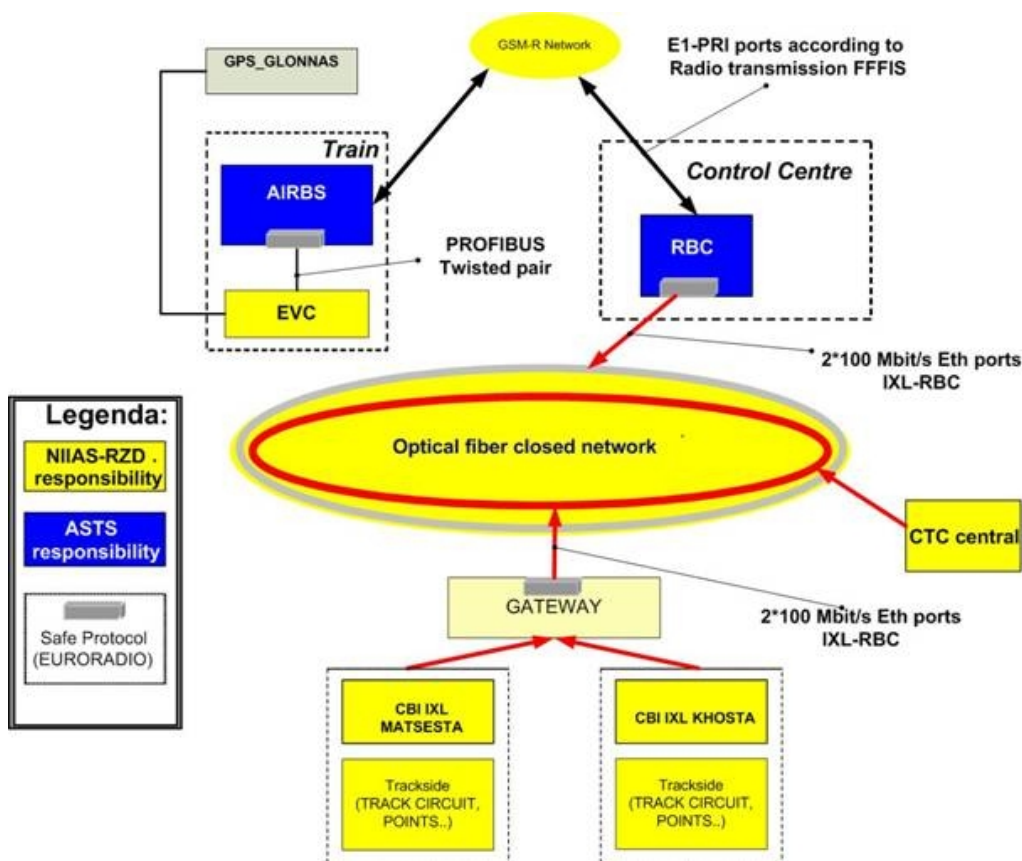 GSM-R Network
E1-PRI ports according to
Radio transmission FFFIS
GPS_GLONNAS
Train
AIRBS
PROFIBUS
Twisted pair
EVC
Control Centre
RBC
2*100 Mbit/s Eth ports
IXL-RBC
Legenda:
NIIAS-RZD .
responsibility
ASTS
responsibility
Safe Protocol
(EURORADIO)
Optical fiber closed network
CTC central
GATEWAY
2*100 Mbit/s Eth ports
IXL-RBC
CBI IXL
MATSESTA
Trackside
(TRACK CIRCUIT,
POINTS..)
CBI IXL KHOSTA
Trackside
(TRACK CIRCUIT,
POINTS..)